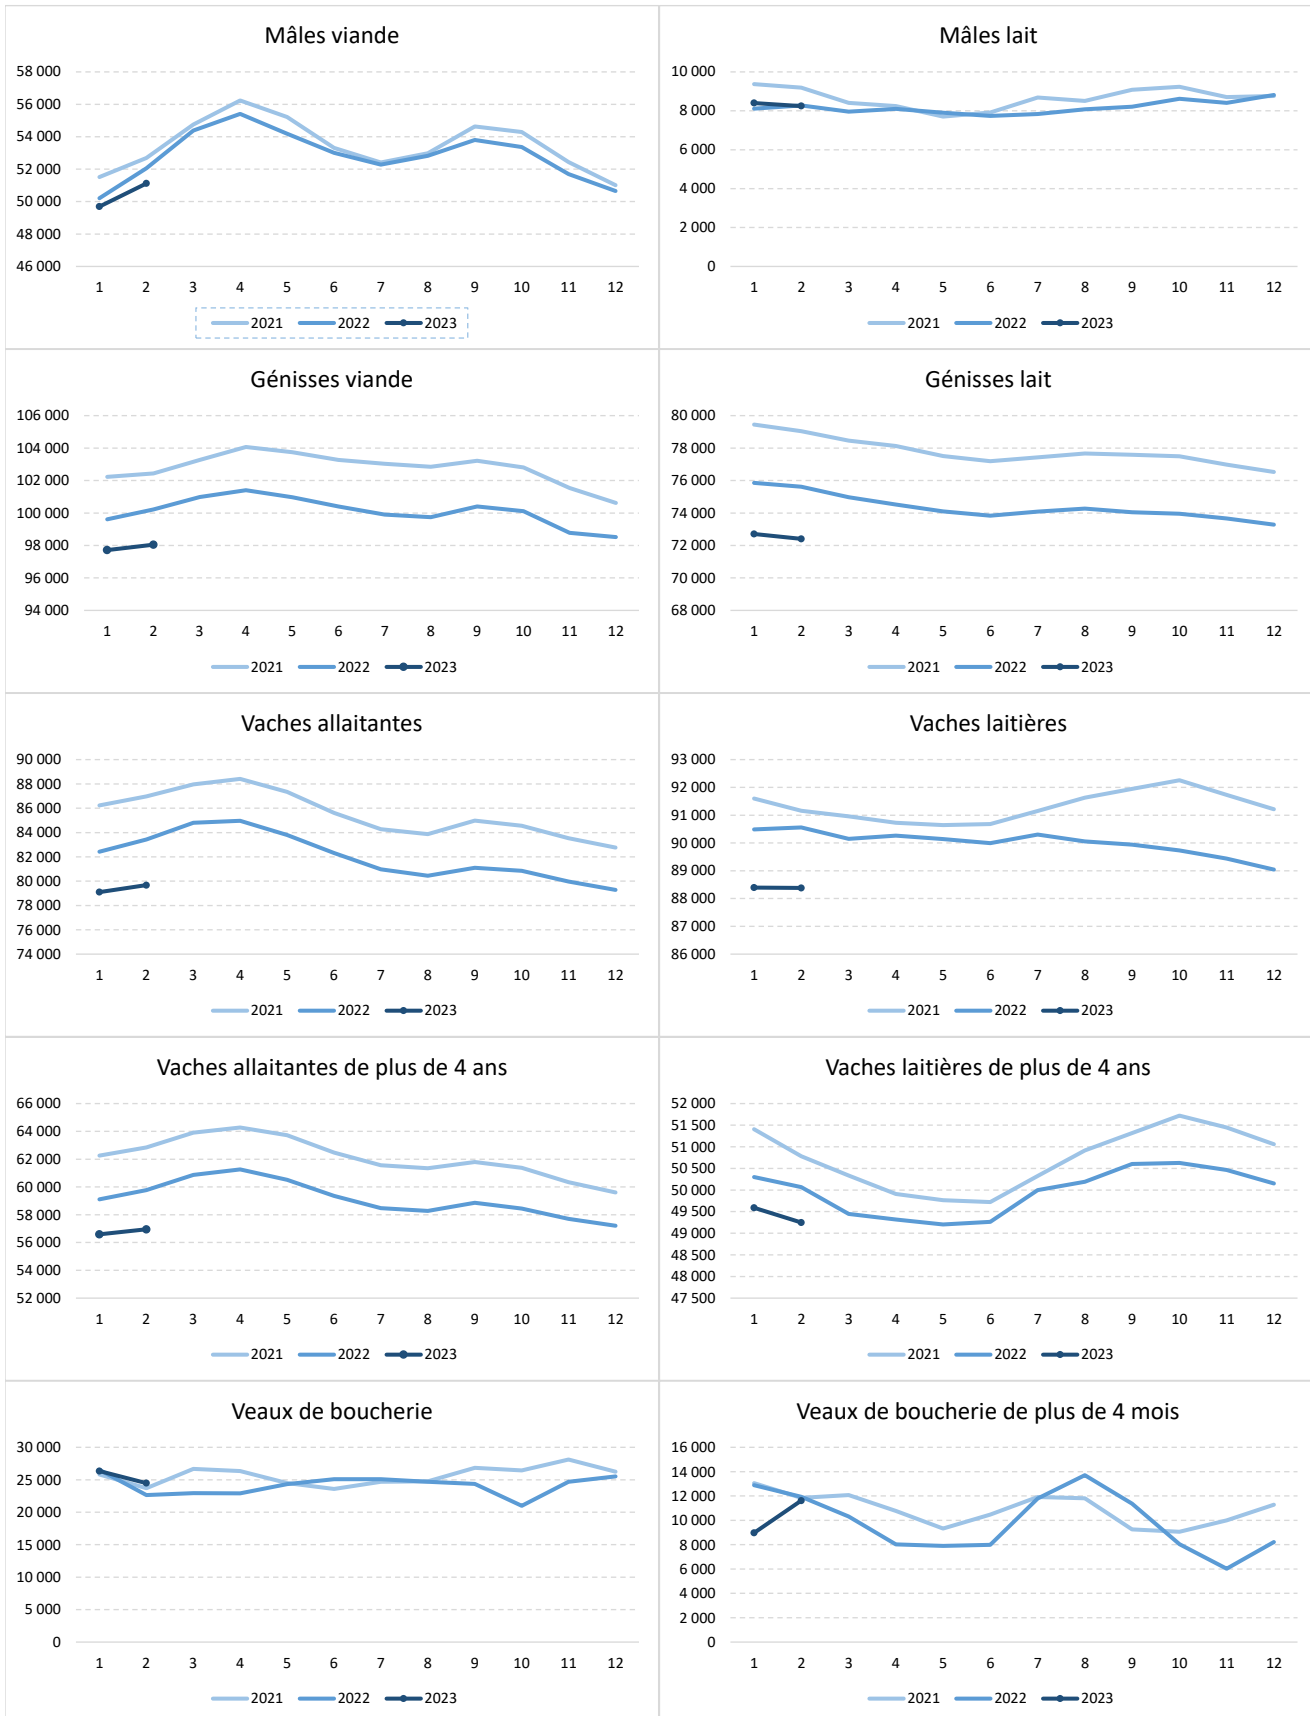 Mâles viande
58 000
56 000
54 000
52 000
50 000
48 000
46 000
1 2 3 4 5 6 7 8 9 10 11 12
2021 2022 2023
Mâles lait
10 000
8 000
6 000
4 000
2 000
0
1 2 3 4 5 6 7 8 9 10 11 12
2021 2022 2023
Génisses viande
106 000
104 000
102 000
100 000
98 000
96 000
94 000
1 2 3 4 5 6 7 8 9 10 11 12
2021 2022 2023
Génisses lait
80 000
78 000
76 000
74 000
72 000
70 000
68 000
1 2 3 4 5 6 7 8 9 10 11 12
2021 2022 2023
Vaches allaitantes
90 000
88 000
86 000
84 000
82 000
80 000
78 000
76 000
74 000
1 2 3 4 5 6 7 8 9 10 11 12
2021 2022 2023
Vaches laitières
93 000
92 000
91 000
90 000
89 000
88 000
87 000
86 000
1 2 3 4 5 6 7 8 9 10 11 12
2021 2022 2023
Vaches allaitantes de plus de 4 ans
66 000
64 000
62 000
60 000
58 000
56 000
54 000
52 000
1 2 3 4 5 6 7 8 9 10 11 12
2021 2022 2023
Vaches laitières de plus de 4 ans
52 000
51 500
51 000
50 500
50 000
49 500
49 000
48 500
48 000
47 500
1 2 3 4 5 6 7 8 9 10 11 12
2021 2022 2023
Veaux de boucherie
30 000
25 000
20 000
15 000
10 000
5 000
0
1 2 3 4 5 6 7 8 9 10 11 12
2021 2022 2023
Veaux de boucherie de plus de 4 mois
16 000
14 000
12 000
10 000
8 000
6 000
4 000
2 000
0
1 2 3 4 5 6 7 8 9 10 11 12
2021 2022 2023